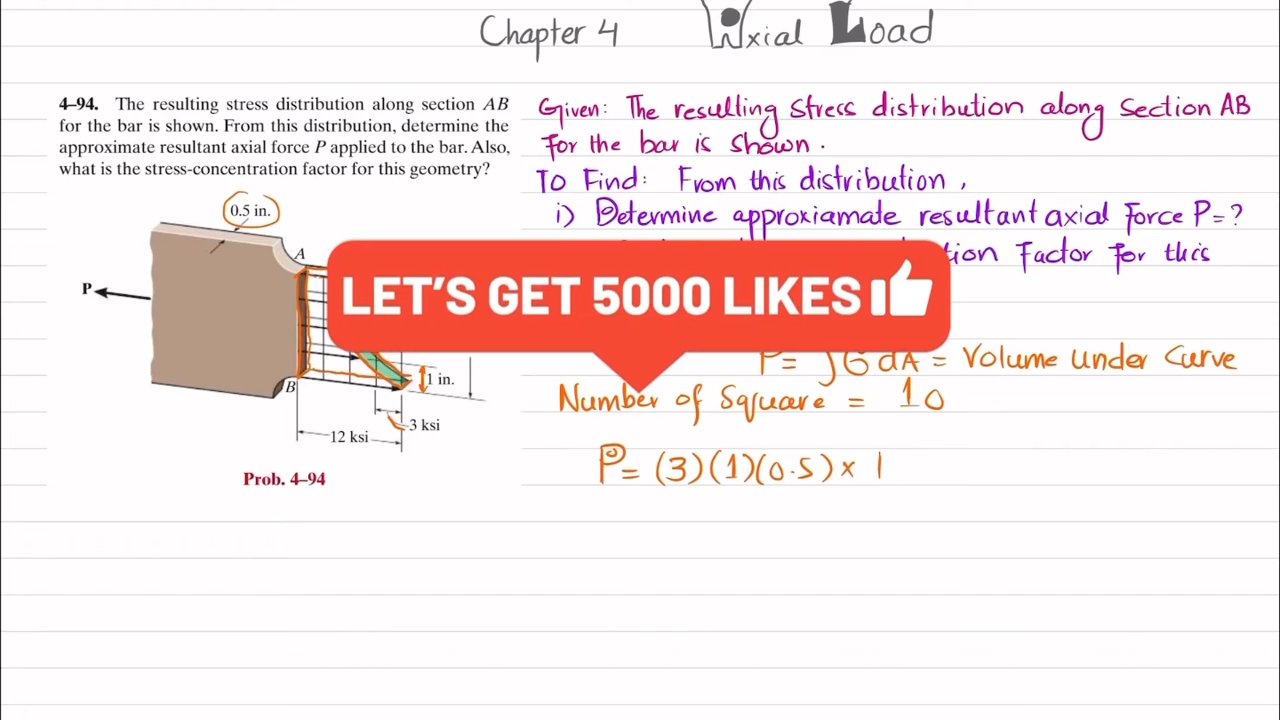 Chapter 4 Axial Load
4–94. The resulting stress distribution along section AB
for the bar is shown. From this distribution, determine the
approximate resultant axial force P applied to the bar. Also,
what is the stress-concentration factor for this geometry?
0.5 in.
A
P
B
1 in.
3 ksi
12 ksi
Prob. 4–94
Given: The resulting stress distribution along section AB
for the bar is shown.
To Find: From this distribution,
i) Determine approxiamate resultant axial Force P=?
Factor for this
LET'S GET 5000 LIKES
P= ∫σ dA = Volume Under Curve
Number of Square = 10
P= (3)(1)(0.5)× 1